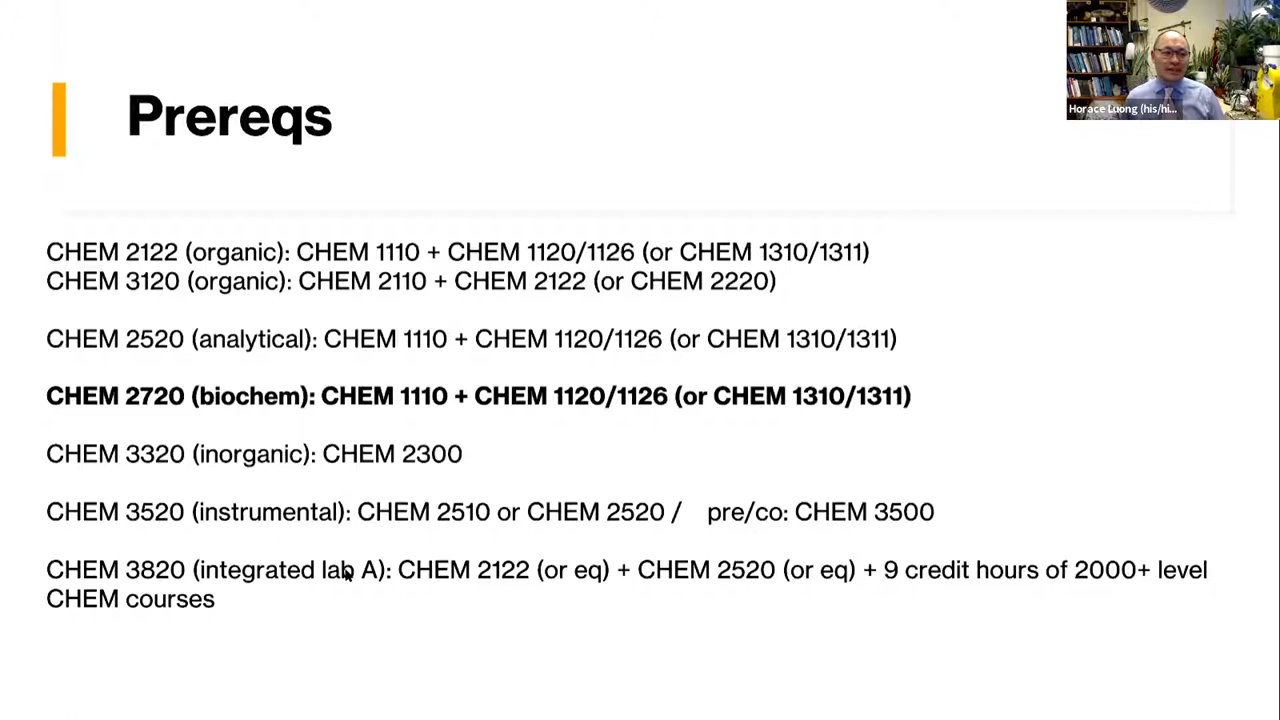 Prereqs
Horace Luong (his/hi...
CHEM 2122 (organic): CHEM 1110 + CHEM 1120/1126 (or CHEM 1310/1311)
CHEM 3120 (organic): CHEM 2110 + CHEM 2122 (or CHEM 2220)
CHEM 2520 (analytical): CHEM 1110 + CHEM 1120/1126 (or CHEM 1310/1311)
CHEM 2720 (biochem): CHEM 1110 + CHEM 1120/1126 (or CHEM 1310/1311)
CHEM 3320 (inorganic): CHEM 2300
CHEM 3520 (instrumental): CHEM 2510 or CHEM 2520 / pre/co: CHEM 3500
CHEM 3820 (integrated lab A): CHEM 2122 (or eq) + CHEM 2520 (or eq) + 9 credit hours of 2000+ level
CHEM courses